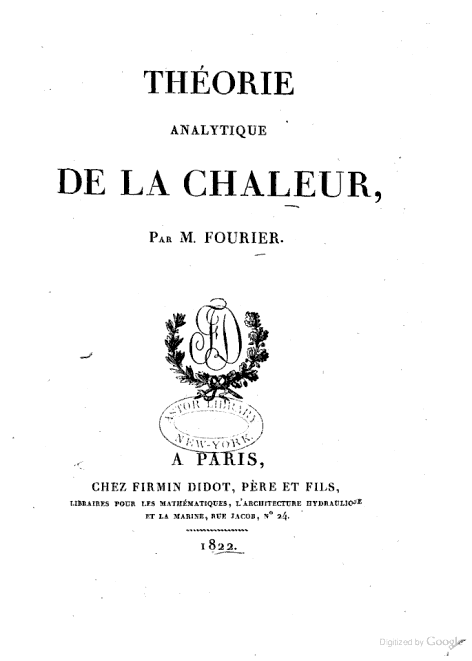 THÉORIE
ANALYTIQUE
DE LA CHALEUR,
PAR M. FOURIER.
FD
ASTOR LIBRARY
NEW-YORK.
A PARIS,
CHEZ FIRMIN DIDOT, PÈRE ET FILS,
LIBRAIRES POUR LES MATHÉMATIQUES, L'ARCHITECTURE HYDRAULIQUE
ET LA MARINE, RUE JACOB, Nº 24.
1822.
Digitized by Google